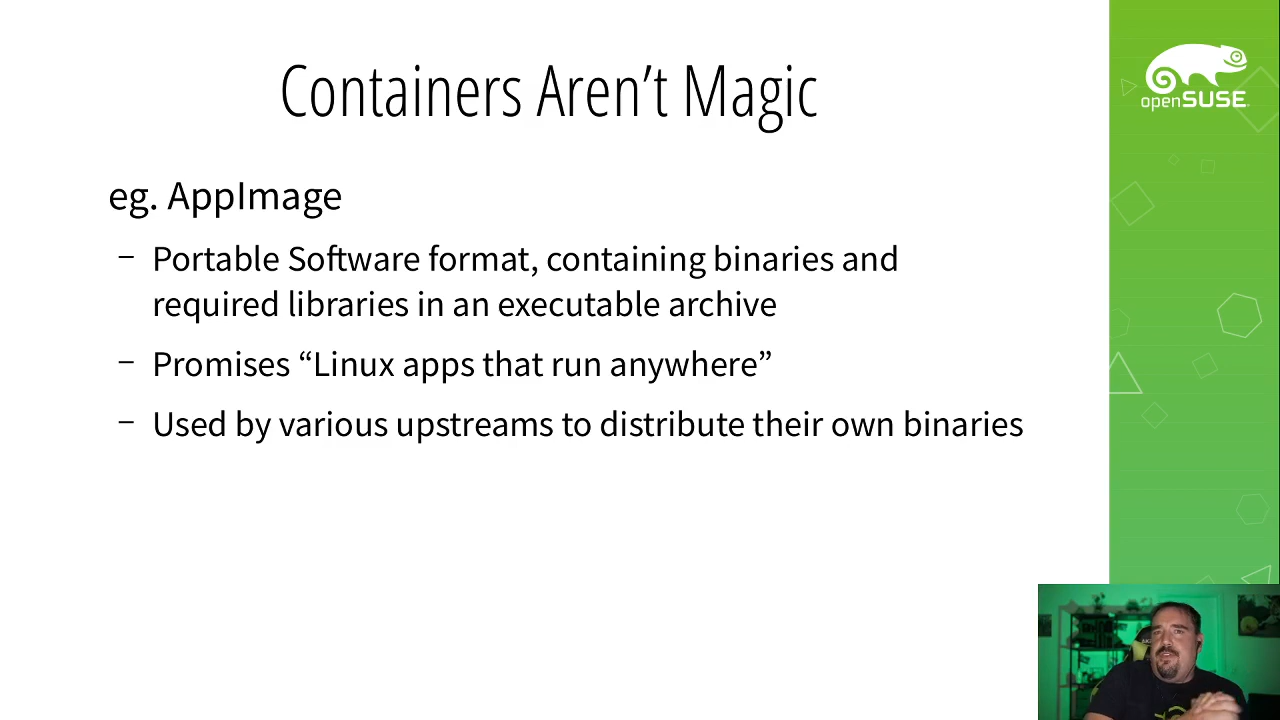 Containers Aren’t Magic
openSUSE
eg. AppImage
– Portable Software format, containing binaries and
required libraries in an executable archive
– Promises “Linux apps that run anywhere”
– Used by various upstreams to distribute their own binaries